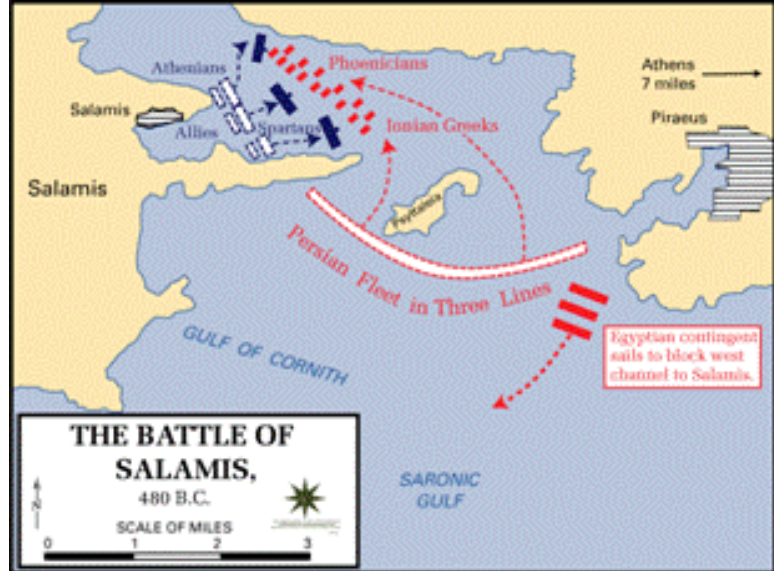 Athenians
Phoenicians
Athens
7 miles
Salamis
Piraeus
Allies
Spartans
Ionian Greeks
Salamis
Psyttaleia
Persian Fleet in Three Lines
GULF OF CORNITH
Egyptian contingent
sails to block west
channel to Salamis.
SARONIC
GULF
THE BATTLE OF
SALAMIS,
480 B.C.
N
SCALE OF MILES
0 1 2 3